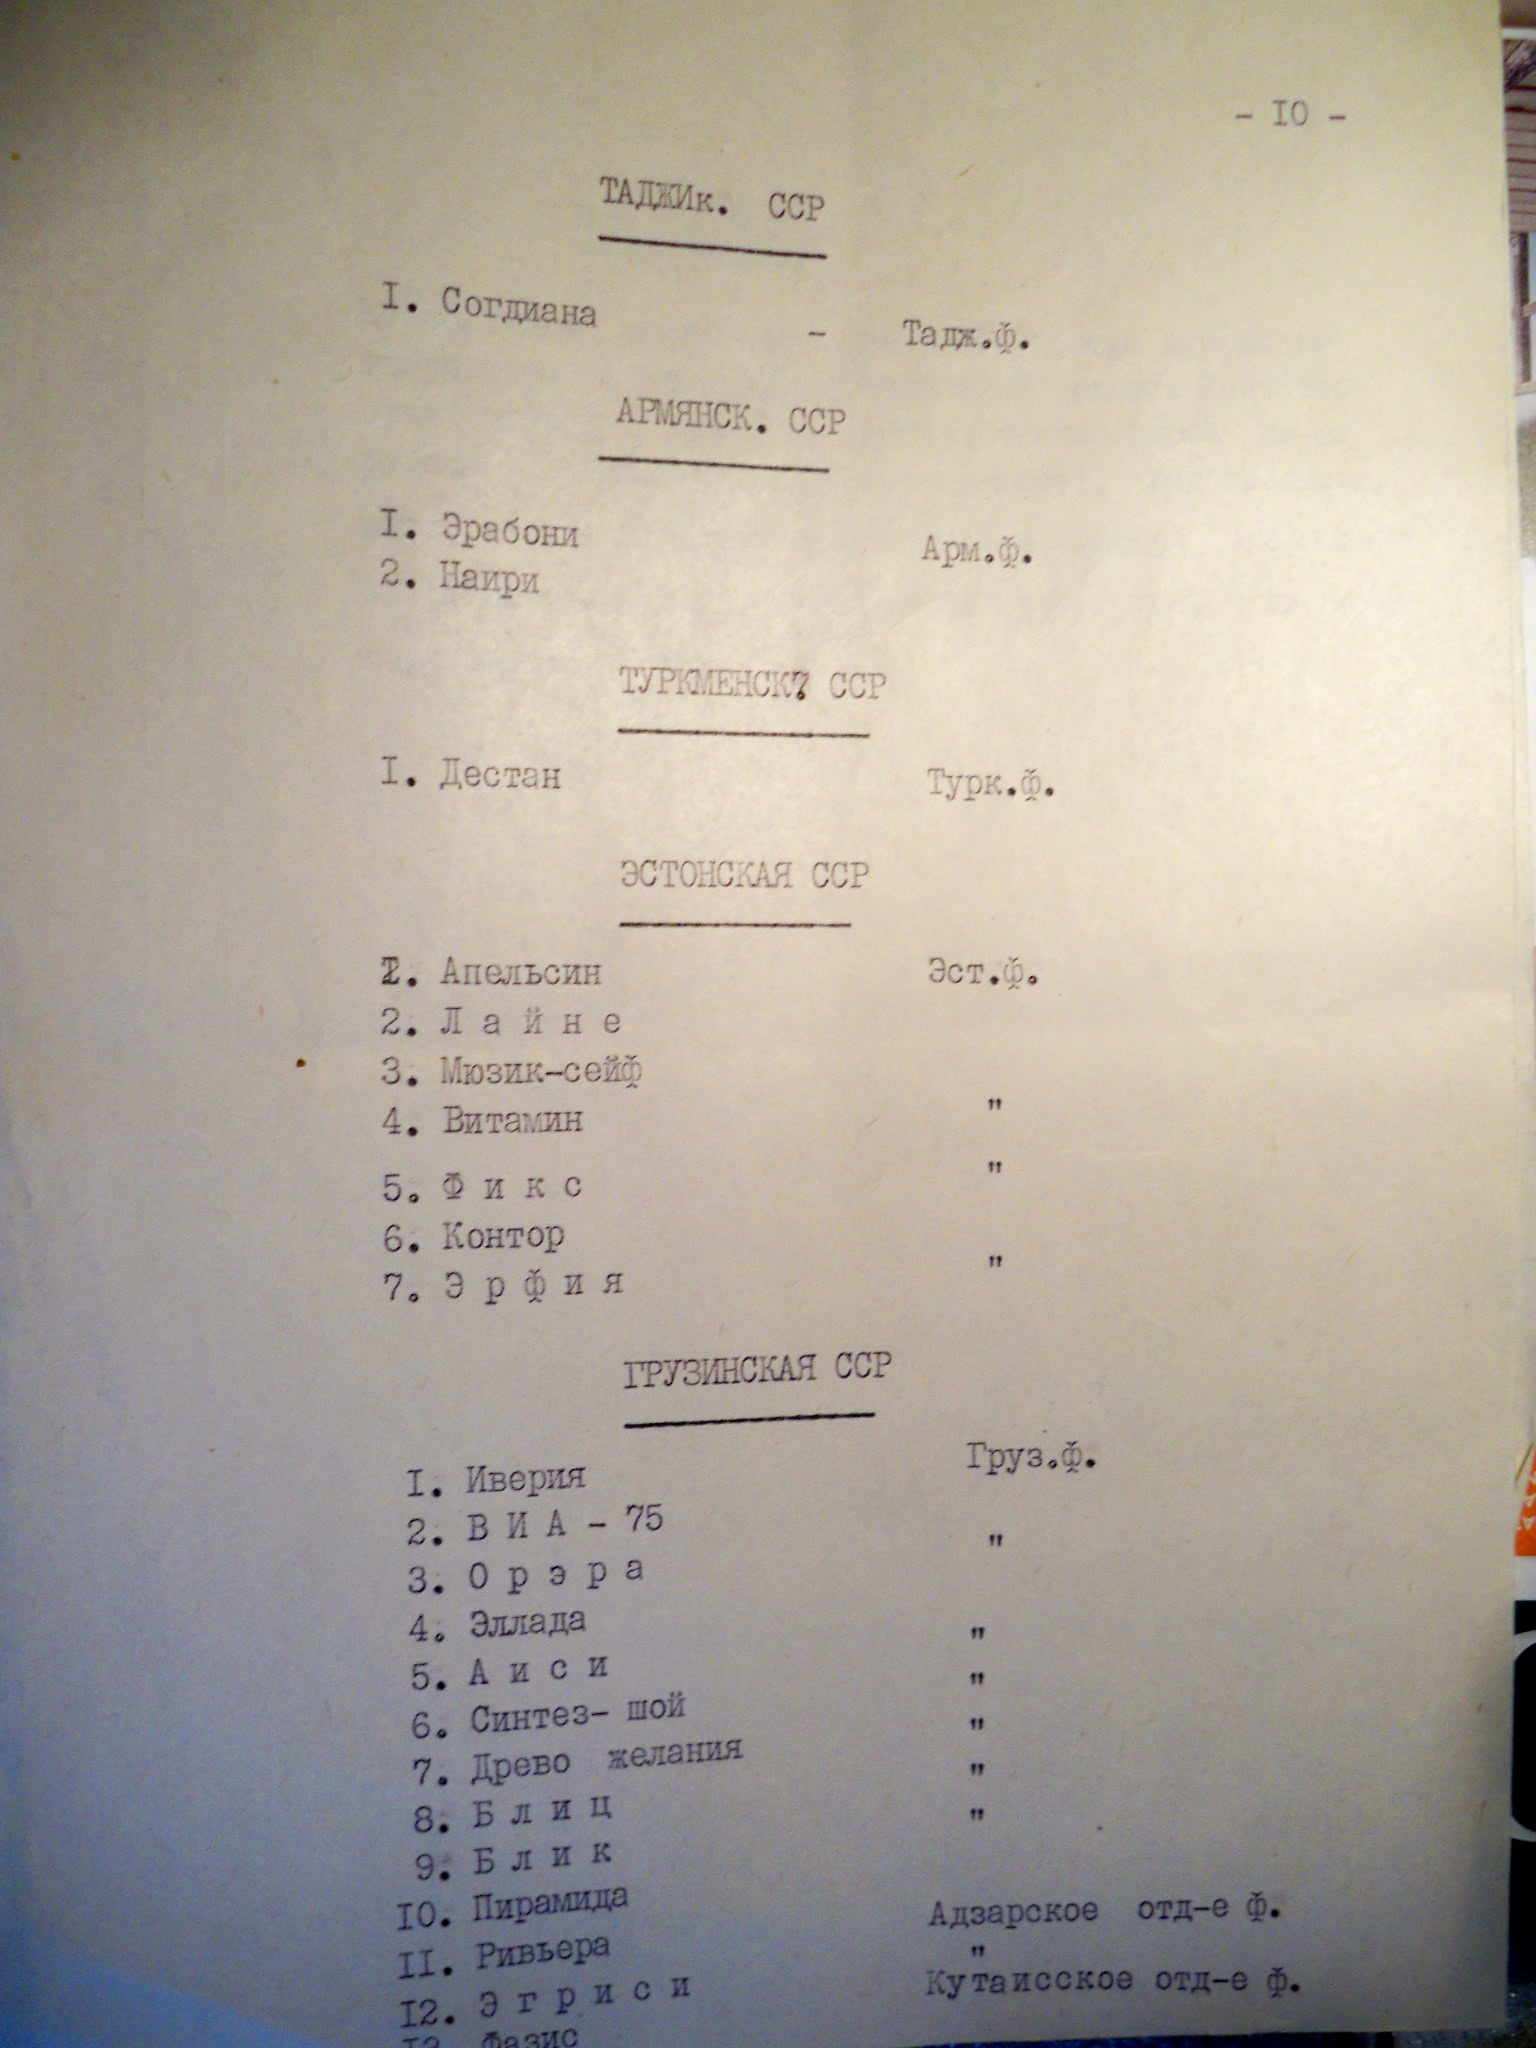 - I0 -
ТАДЖИк. ССР
I. Согдиана - Тадж.ф.
АРМЯНСК. ССР
I. Эрабони Арм.ф.
2. Наири
ТУРКМЕНСК. ССР
I. Дестан Турк.ф.
ЭСТОНСКАЯ ССР
I. Апельсин Эст.ф.
2. Л а й н е
3. Мюзик-сейф "
4. Витамин "
5. Ф и к с
6. Контор "
7. Э р ф и я
ГРУЗИНСКАЯ ССР
I. Иверия Груз.ф.
2. В И А - 75 "
3. О р э р а
4. Эллада "
5. А и с и "
6. Синтез- шой "
7. Древо желания "
8. Б л и ц "
9. Б л и к
I0. Пирамида Адзарское отд-е ф.
II. Ривьера "
I2. Э г р и с и Кутаисское отд-е ф.
I3. Фазис